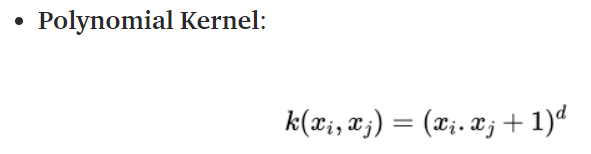 • Polynomial Kernel:
k(xᵢ, xⱼ) = (xᵢ. xⱼ + 1)ᵈ